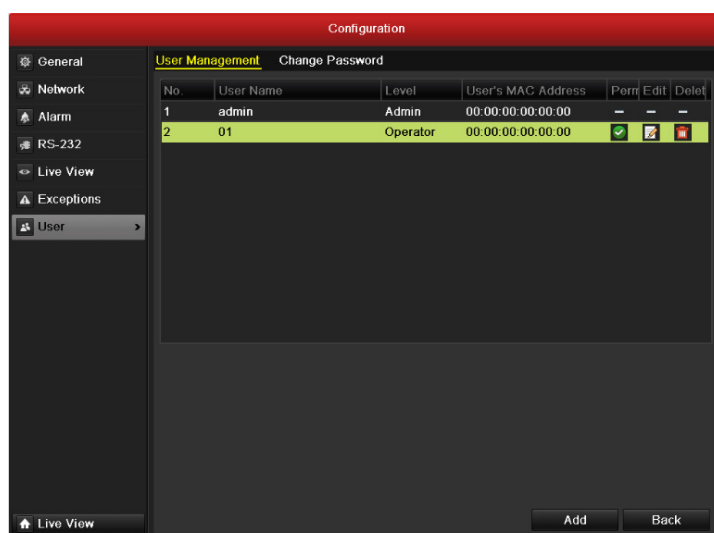 Configuration
General
Network
Alarm
RS-232
Live View
Exceptions
User
User Management Change Password
No. User Name Level User's MAC Address Perm Edit Delet
1 admin Admin 00:00:00:00:00:00 – – –
2 01 Operator 00:00:00:00:00:00
Live View
Add Back